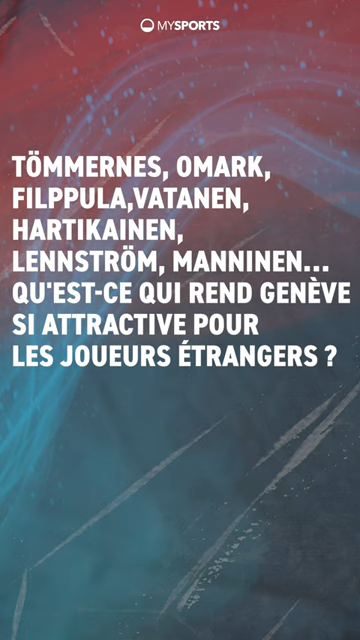 MYSPORTS
TÖMMERNES, OMARK,
FILPPULA,VATANEN,
HARTIKAINEN,
LENNSTRÖM, MANNINEN...
QU'EST-CE QUI REND GENÈVE
SI ATTRACTIVE POUR
LES JOUEURS ÉTRANGERS ?